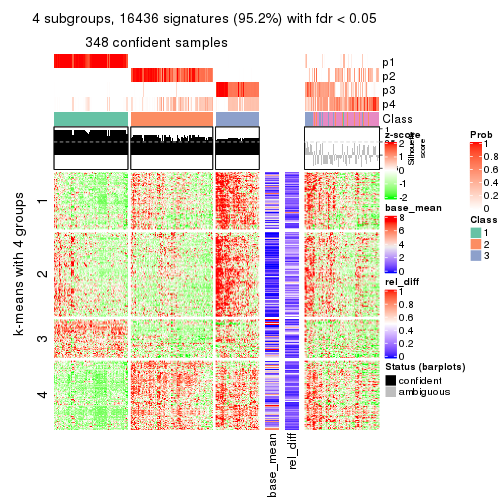 4 subgroups, 16436 signatures (95.2%) with fdr < 0.05
348 confident samples
p1
p2
p3
p4
Class
1
Silhouette
score
z-score
2
1
0
-1
-2
base_mean
8
6
4
2
0
rel_diff
1
0.8
0.6
0.4
0.2
0
Status (barplots)
confident
ambiguous
Prob
1
0.8
0.6
0.4
0.2
0
Class
1
2
3
k-means with 4 groups
1
2
3
4
base_mean
rel_diff